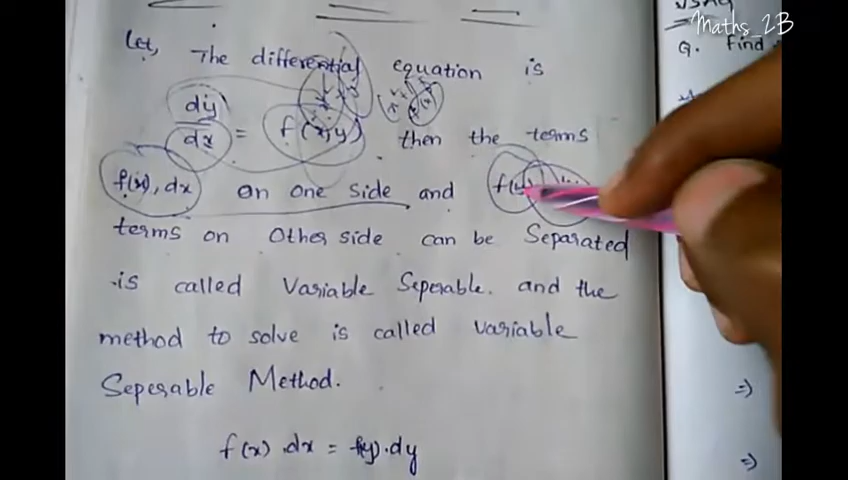 Maths_2B
Let, The differential equation is
dy/dx = f(x,y) then the terms
f(x), dx on one side and
terms on Other side can be Separated
is called Variable Seperable. and the
method to solve is called variable
Seperable Method.
f(x).dx = f(y).dy
Q. Find
⇒
⇒